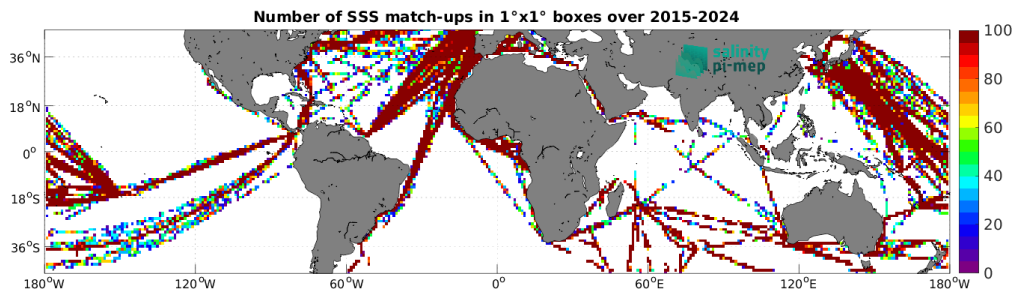 Number of SSS match-ups in 1°x1° boxes over 2015-2024
salinity
pi-mep
36°N
18°N
0°
18°S
36°S
180°W
120°W
60°W
0°
60°E
120°E
180°W
100
80
60
40
20
0